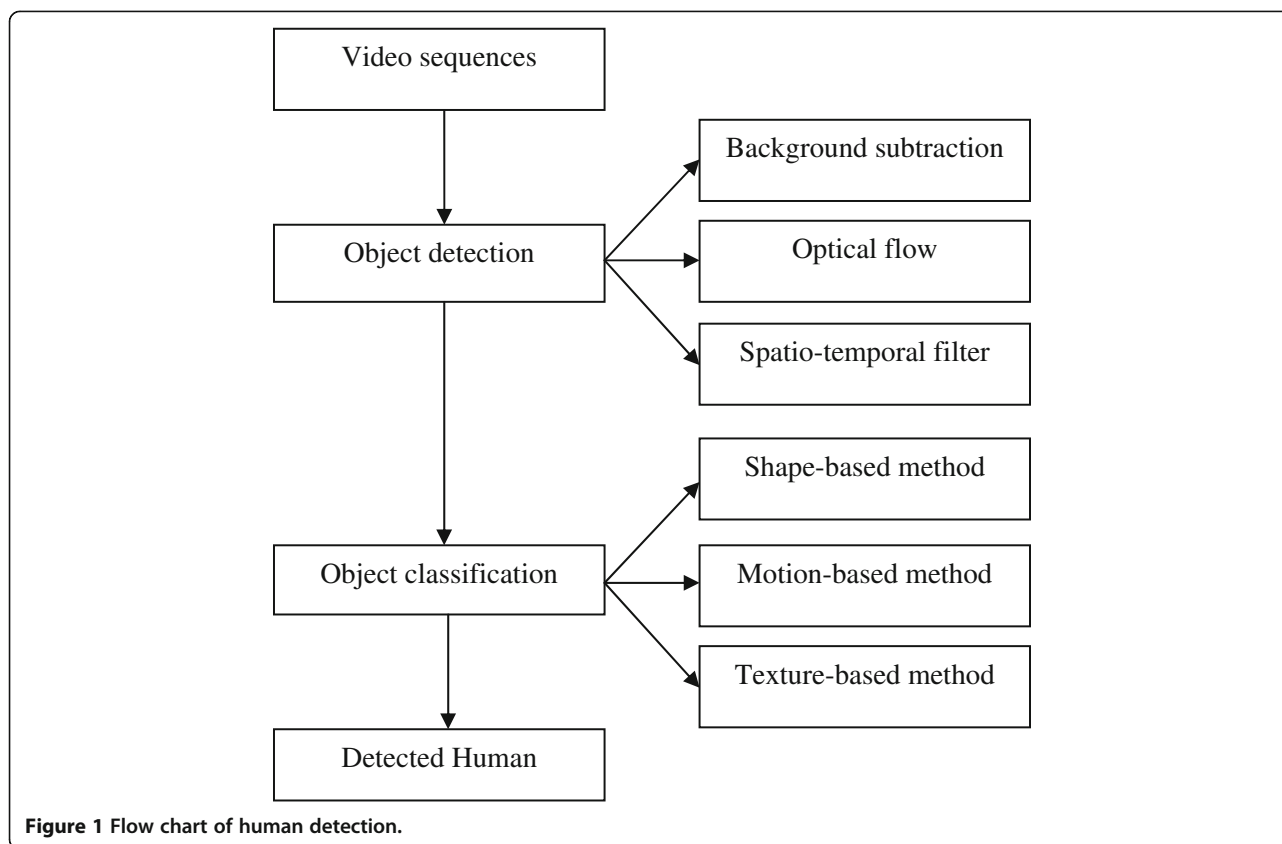 Video sequences
Background subtraction
Object detection
Optical flow
Spatio-temporal filter
Shape-based method
Object classification
Motion-based method
Texture-based method
Detected Human
Figure 1 Flow chart of human detection.